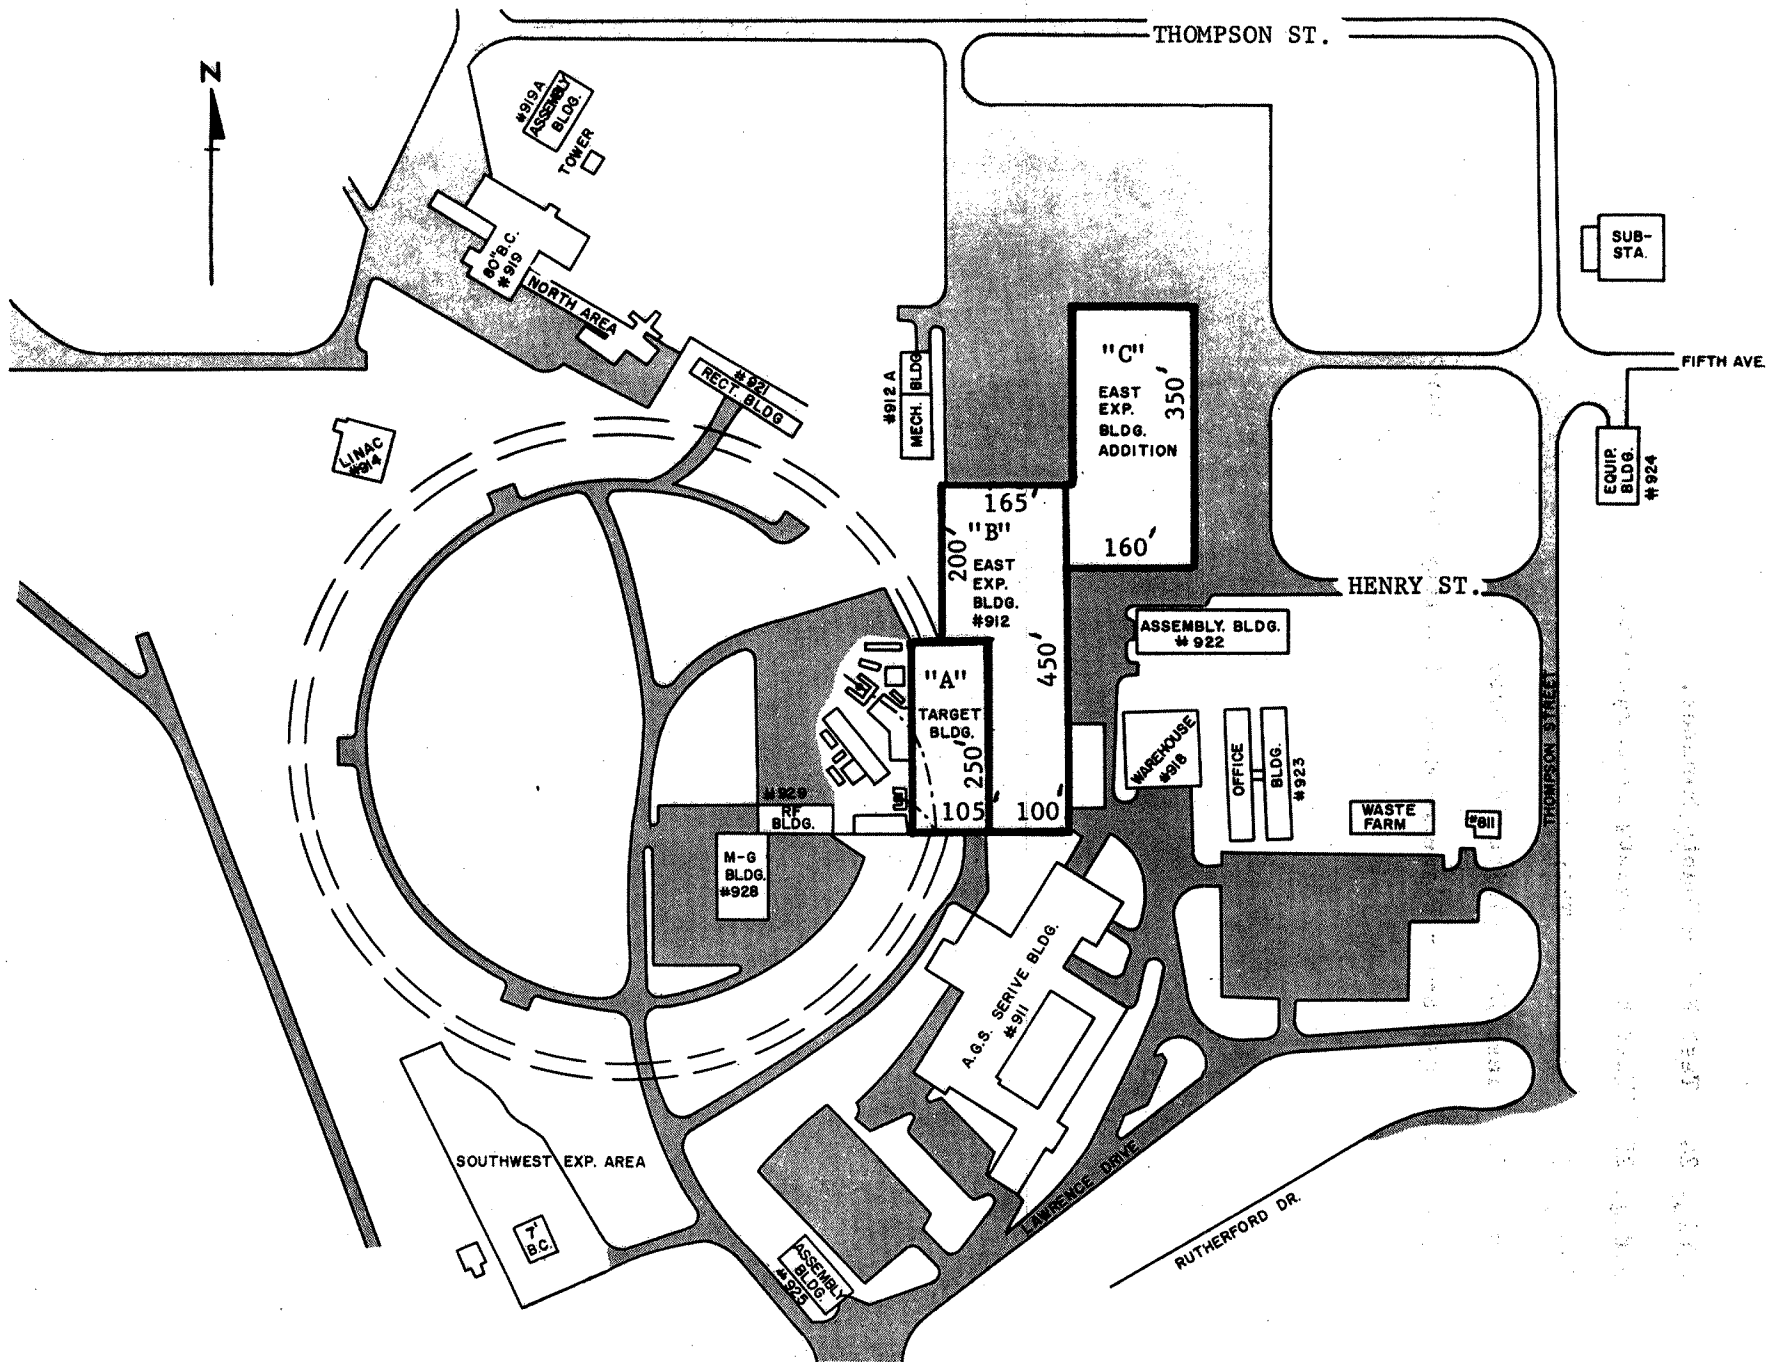 THOMPSON ST.
N
#919A
ASSEMBLY
BLDG.
TOWER
SUB-
STA.
80" B.C.
#919
NORTH AREA
#921
RECT. BLDG
#912 A
MECH. BLDG
"C"
EAST
EXP.
BLDG.
ADDITION
350'
160'
FIFTH AVE.
LINAC
#914
EQUIP.
BLDG.
#924
165'
"B"
200'
EAST
EXP.
BLDG.
#912
450'
HENRY ST.
ASSEMBLY. BLDG.
#922
"A"
TARGET
BLDG.
250'
105'
100'
WAREHOUSE
#918
OFFICE
BLDG.
#923
THOMPSON STREET
WASTE
FARM
#811
#929
RF
BLDG.
M-G
BLDG.
#928
A.G.S. SERIVE BLDG.
#911
SOUTHWEST EXP. AREA
7'
B.C.
ASSEMBLY
BLDG.
#925
LAWRENCE DRIVE
RUTHERFORD DR.